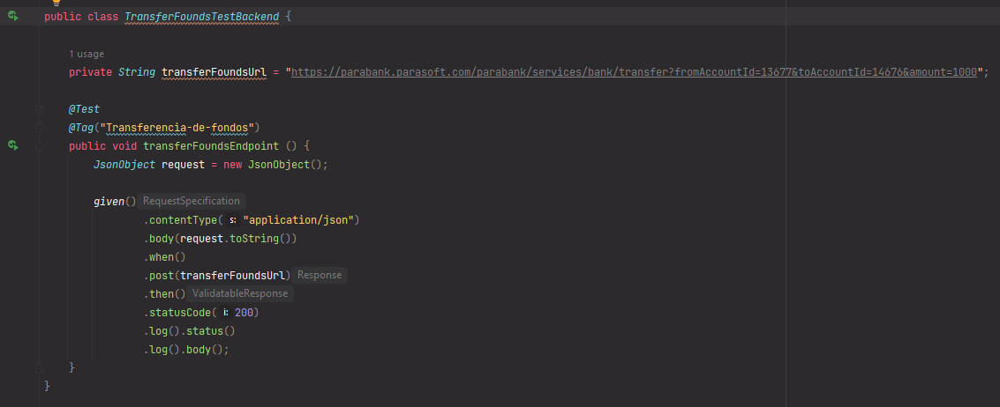 public class TransferFoundsTestBackend {
1 usage
private String transferFoundsUrl = "https://parabank.parasoft.com/parabank/services/bank/transfer?fromAccountId=13677&toAccountId=14676&amount=1000";
@Test
@Tag("Transferencia-de-fondos")
public void transferFoundsEndpoint () {
JsonObject request = new JsonObject();
given() RequestSpecification
.contentType( s: "application/json")
.body(request.toString())
.when()
.post(transferFoundsUrl) Response
.then() ValidatableResponse
.statusCode( i: 200)
.log().status()
.log().body();
}
}